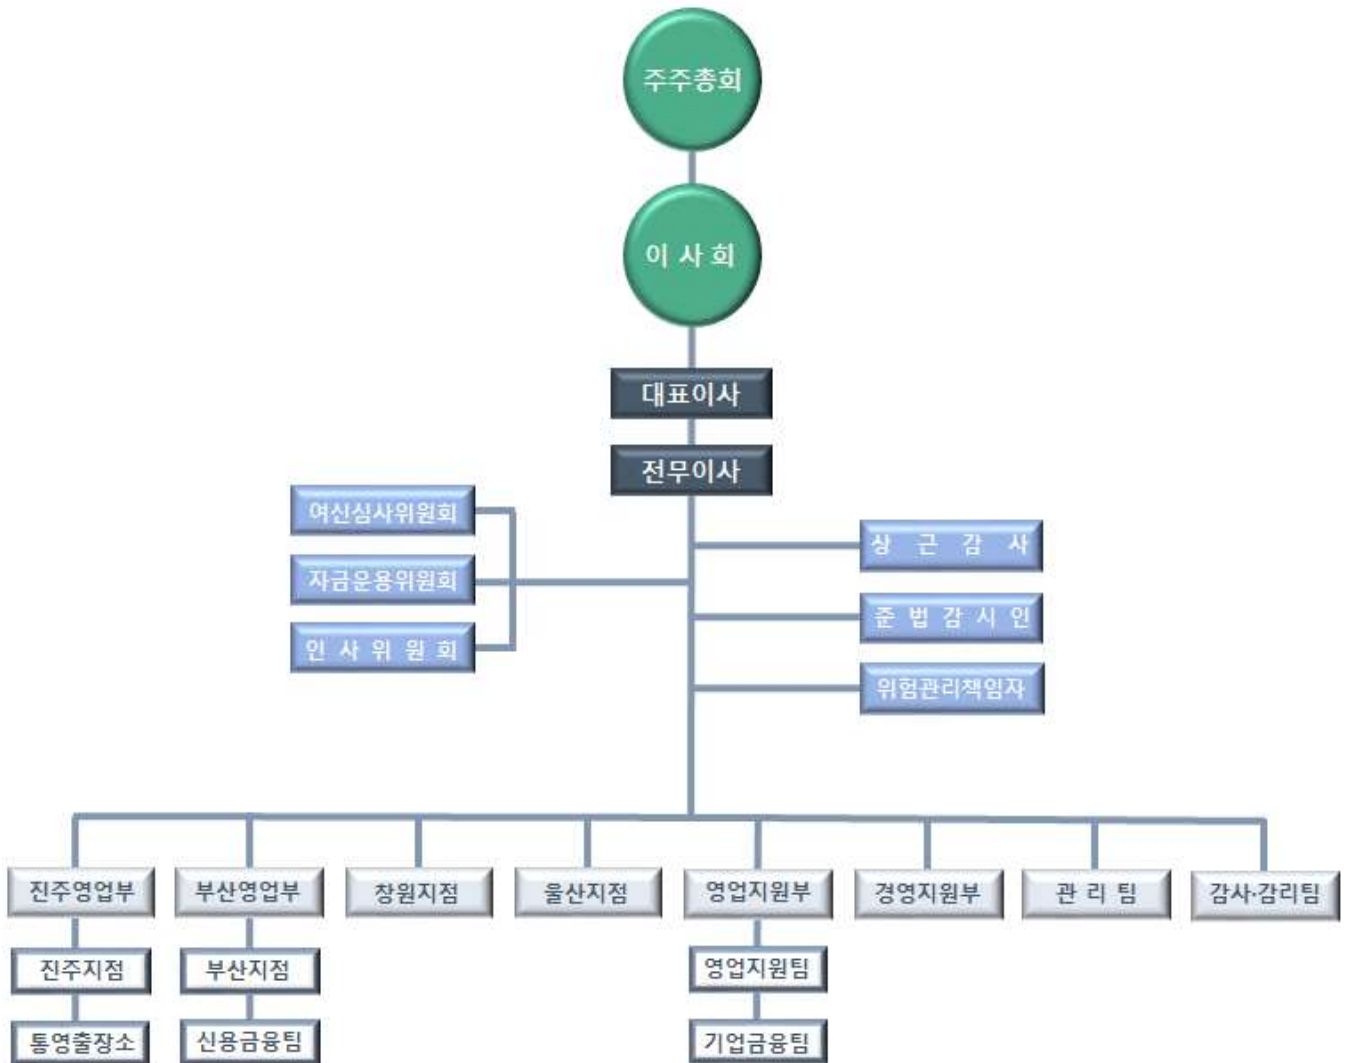 주주총회
이 사 회
대표이사
전무이사
여신심사위원회
자금운용위원회
인 사 위 원 회
상 근 감 사
준 법 감 시 인
위험관리책임자
진주영업부 부산영업부 창원지점 울산지점 영업지원부 경영지원부 관 리 팀 감사·감리팀
진주지점 부산지점 영업지원팀
통영출장소 신용금융팀 기업금융팀